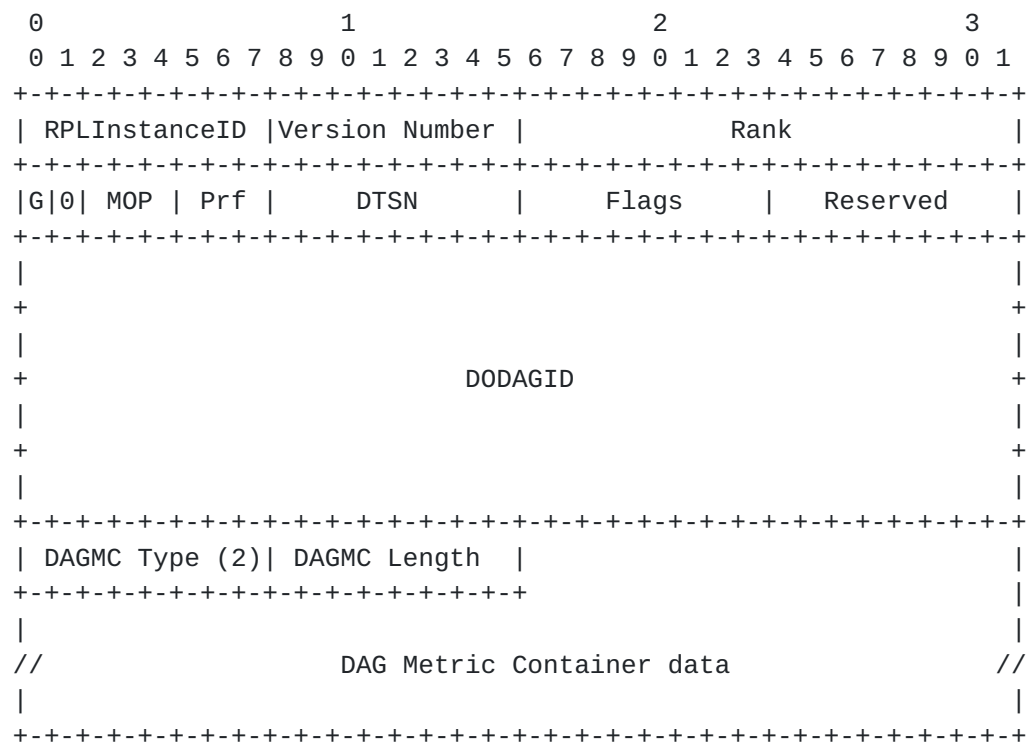 0                   1                   2                   3
 0 1 2 3 4 5 6 7 8 9 0 1 2 3 4 5 6 7 8 9 0 1 2 3 4 5 6 7 8 9 0 1
+-+-+-+-+-+-+-+-+-+-+-+-+-+-+-+-+-+-+-+-+-+-+-+-+-+-+-+-+-+-+-+-+
| RPLInstanceID |Version Number |             Rank              |
+-+-+-+-+-+-+-+-+-+-+-+-+-+-+-+-+-+-+-+-+-+-+-+-+-+-+-+-+-+-+-+-+
|G|0| MOP | Prf |     DTSN      |     Flags     |   Reserved    |
+-+-+-+-+-+-+-+-+-+-+-+-+-+-+-+-+-+-+-+-+-+-+-+-+-+-+-+-+-+-+-+-+
|                                                               |
+                                                               +
|                                                               |
+                            DODAGID                            +
|                                                               |
+                                                               +
|                                                               |
+-+-+-+-+-+-+-+-+-+-+-+-+-+-+-+-+-+-+-+-+-+-+-+-+-+-+-+-+-+-+-+-+
| DAGMC Type (2)| DAGMC Length  |                               |
+-+-+-+-+-+-+-+-+-+-+-+-+-+-+-+-+                               |
|                                                               |
//                   DAG Metric Container data                 //
|                                                               |
+-+-+-+-+-+-+-+-+-+-+-+-+-+-+-+-+-+-+-+-+-+-+-+-+-+-+-+-+-+-+-+-+